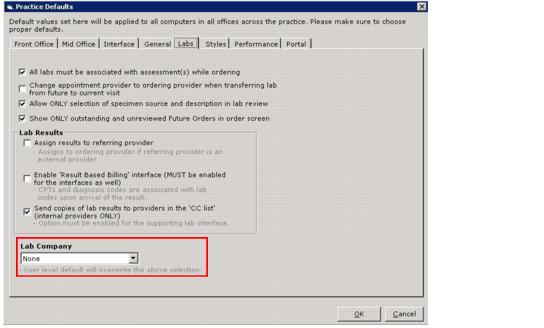 Practice Defaults
Default values set here will be applied to all computers in all offices across the practice. Please make sure to choose
proper defaults.
Front Office Mid Office Interface General Labs Styles Performance Portal
All labs must be associated with assessment(s) while ordering
Change appointment provider to ordering provider when transferring lab
from future to current visit
Allow ONLY selection of specimen source and description in lab review
Show ONLY outstanding and unreviewed Future Orders in order screen
Lab Results
Assign results to referring provider
- Assigns to ordering provider if referring provider is an
external provider
Enable 'Result Based Billing' interface (MUST be enabled
for the interfaces as well)
- CPTs and diagnosis codes are associated with lab
codes upon arrival of the result.
Send copies of lab results to providers in the 'CC list'
(internal providers ONLY)
- Option must be enabled for the supporting lab interface.
Lab Company
None
- User level default will overwrite the above selection.
OK Cancel